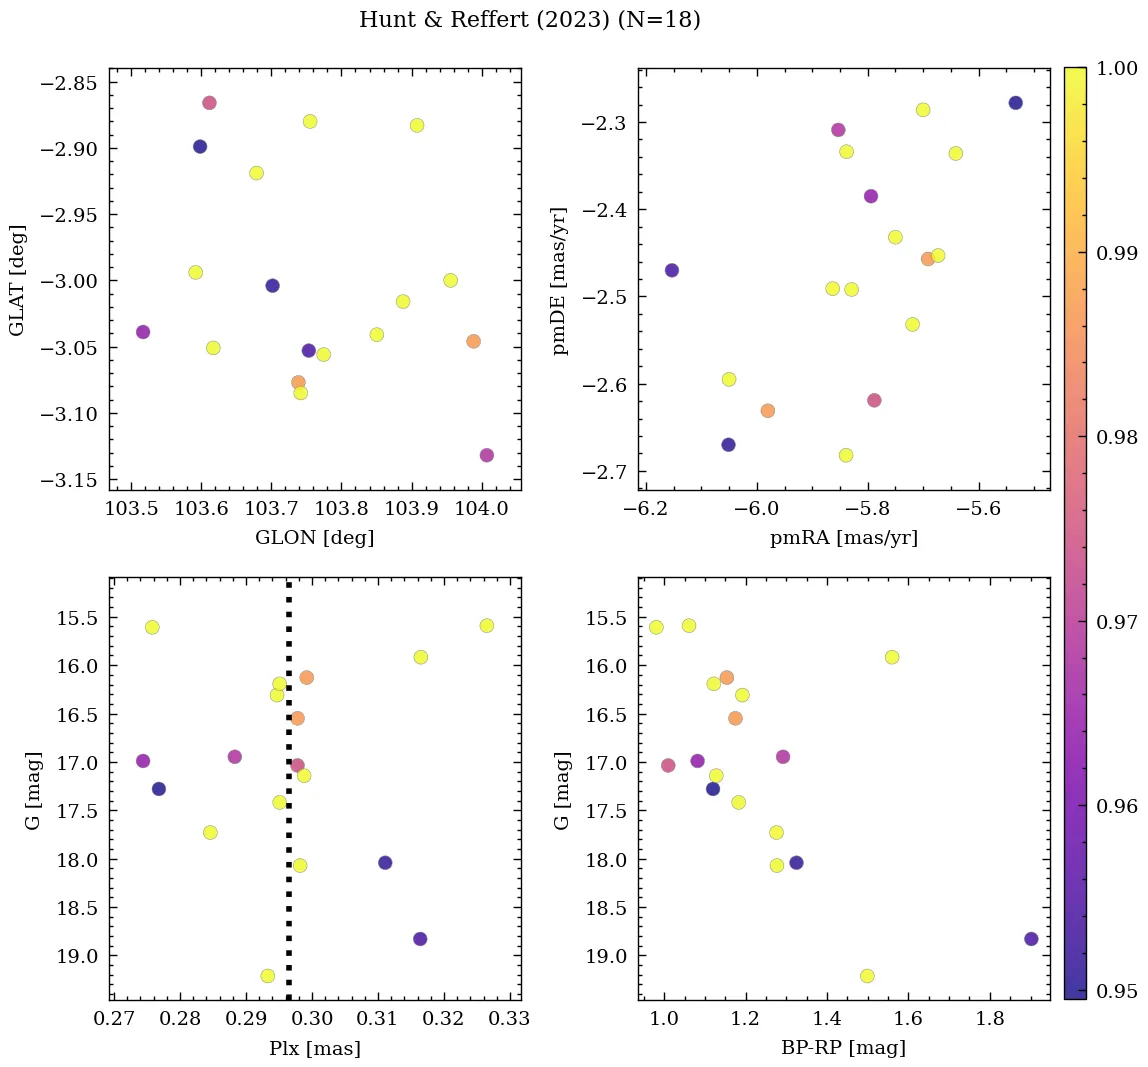 Hunt & Reffert (2023) (N=18)
−2.85
−2.90
−2.95
−3.00
−3.05
−3.10
−3.15
GLAT [deg]
103.5 103.6 103.7 103.8 103.9 104.0
GLON [deg]
−2.3
−2.4
−2.5
−2.6
−2.7
pmDE [mas/yr]
−6.2 −6.0 −5.8 −5.6
pmRA [mas/yr]
1.00
0.99
0.98
0.97
0.96
0.95
15.5
16.0
16.5
17.0
17.5
18.0
18.5
19.0
G [mag]
0.27 0.28 0.29 0.30 0.31 0.32 0.33
Plx [mas]
15.5
16.0
16.5
17.0
17.5
18.0
18.5
19.0
G [mag]
1.0 1.2 1.4 1.6 1.8
BP-RP [mag]